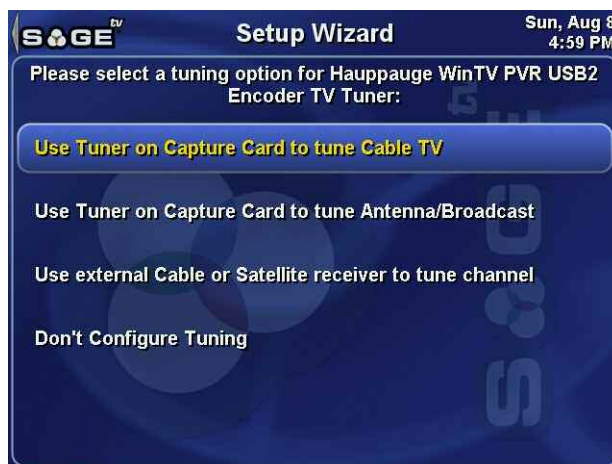 SAGE tv
Setup Wizard
Sun, Aug 8
4:59 PM
Please select a tuning option for Hauppauge WinTV PVR USB2
Encoder TV Tuner:
Use Tuner on Capture Card to tune Cable TV
Use Tuner on Capture Card to tune Antenna/Broadcast
Use external Cable or Satellite receiver to tune channel
Don't Configure Tuning
SAGE tv